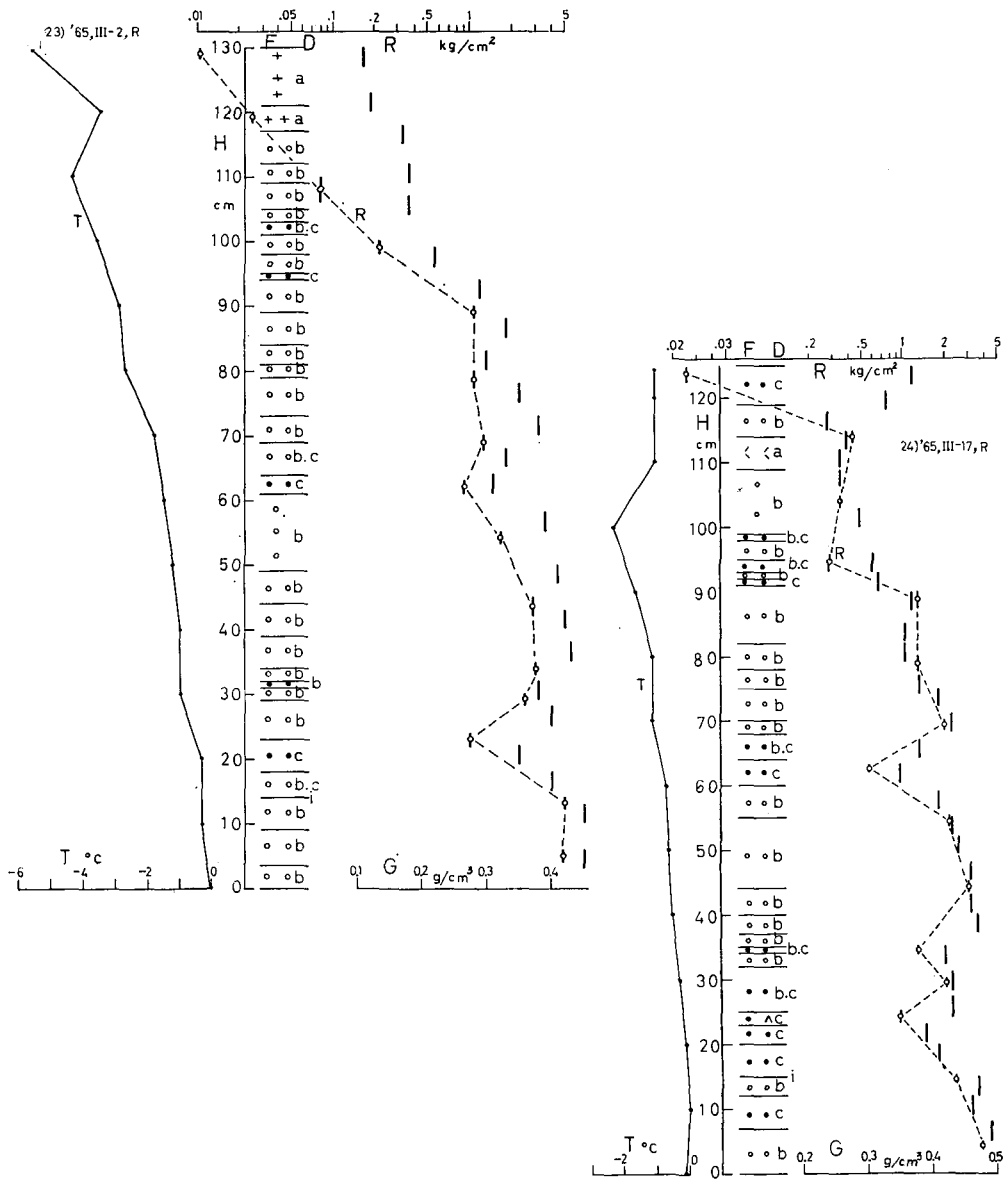 23) '65, III-2, R
.01 .05 .1 .2 .5 1 2 5
R kg/cm²
F D
130
+ a
+
+
120
+ + a
H
b
110
b
cm
b
b
b.c
T
R
100
b
b
c
90
b
b
80
b
b
b
70
b
b.c
c
60
b
50
b
b
40
b
b
30
b
b
b
20
c
b.c
i
10
b
b
0
b
T °c
-6 -4 -2 0
G g/cm³
0.1 0.2 0.3 0.4
24) '65, III-17, R
.02 .03 .2 .5 1 2 5
R kg/cm²
F D
c
120
H
b
cm
a
110
b
100
b.c
b
R
b.c
b
c
90
b
80
b
T
b
70
b
b
b.c
60
c
b
50
b
40
b
b
b
b.c
b
30
b.c
c
20
c
c
i
b
10
c
0
b
T °c
-2 0
G g/cm³
0.2 0.3 0.4 0.5